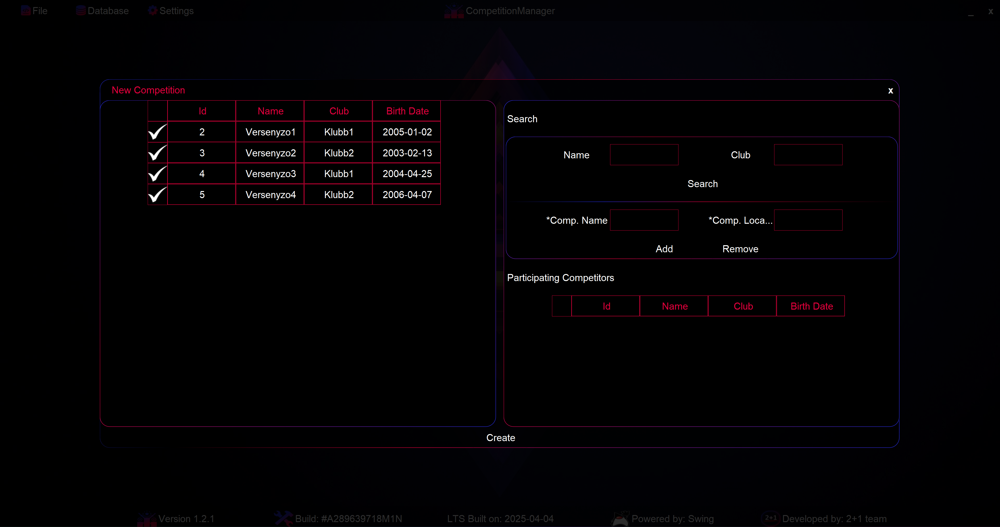 File Database Settings CompetitionManager _ x
New Competition x
Id Name Club Birth Date
2 Versenyzo1 Klubb1 2005-01-02
3 Versenyzo2 Klubb2 2003-02-13
4 Versenyzo3 Klubb1 2004-04-25
5 Versenyzo4 Klubb2 2006-04-07
Search
Name Club
Search
*Comp. Name *Comp. Loca...
Add Remove
Participating Competitors
Id Name Club Birth Date
Create
Version 1.2.1 Build: #A289639718M1N LTS Built on: 2025-04-04 Powered by: Swing 2+1 Developed by: 2+1 team